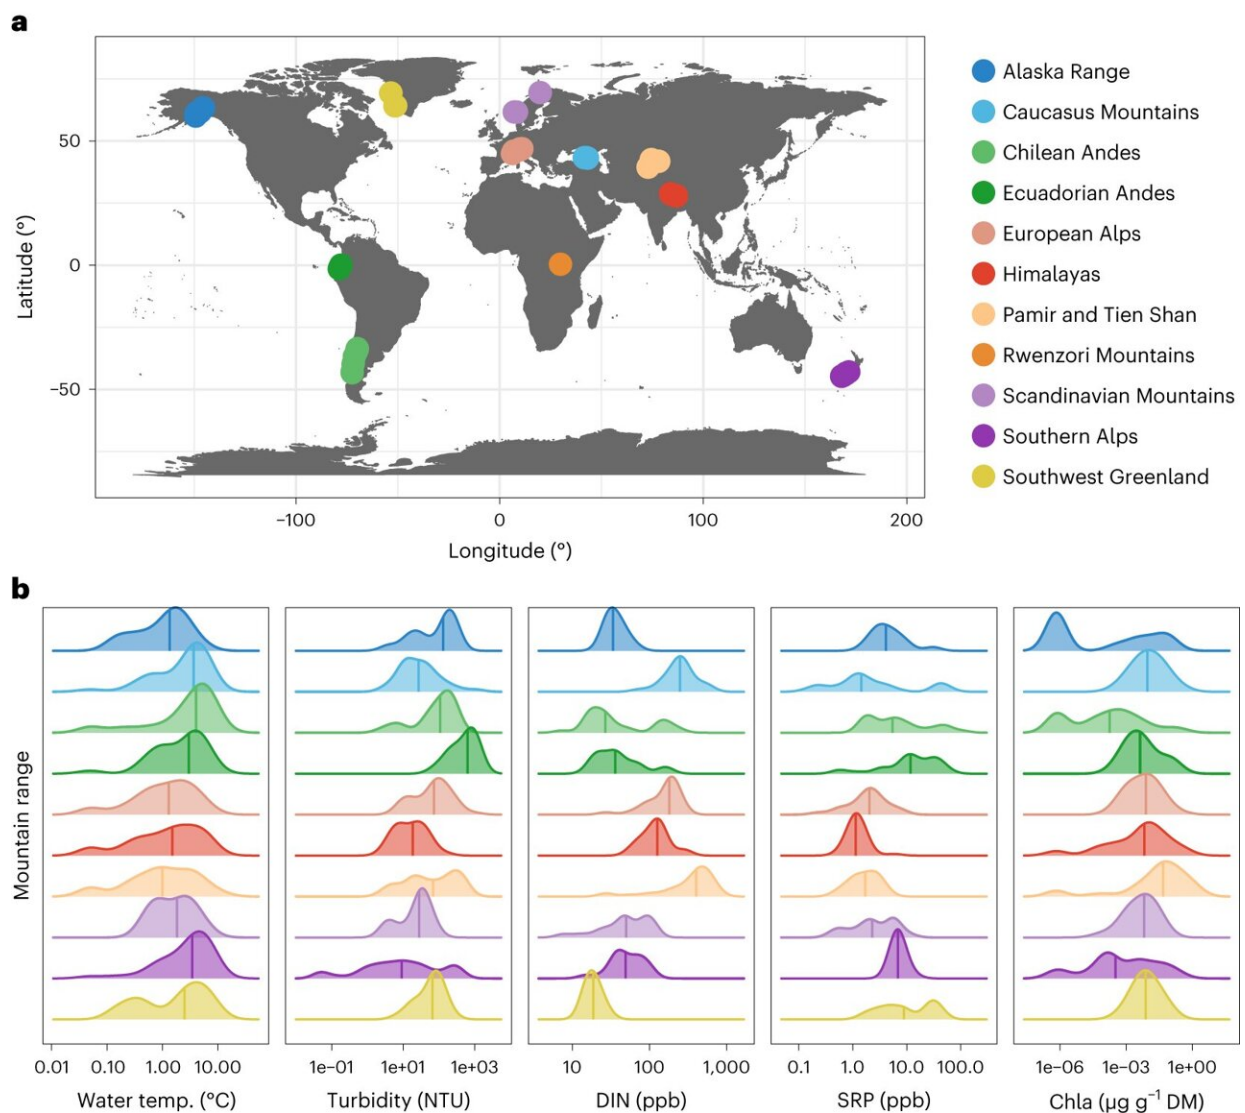 a
Latitude (°)
50
0
−50
−100
0
100
200
Longitude (°)
Alaska Range
Caucasus Mountains
Chilean Andes
Ecuadorian Andes
European Alps
Himalayas
Pamir and Tien Shan
Rwenzori Mountains
Scandinavian Mountains
Southern Alps
Southwest Greenland
b
Mountain range
0.01 0.10 1.00 10.00
Water temp. (°C)
1e−01 1e+01 1e+03
Turbidity (NTU)
10 100 1,000
DIN (ppb)
0.1 1.0 10.0 100.0
SRP (ppb)
1e−06 1e−03 1e+00
Chla (µg g⁻¹ DM)